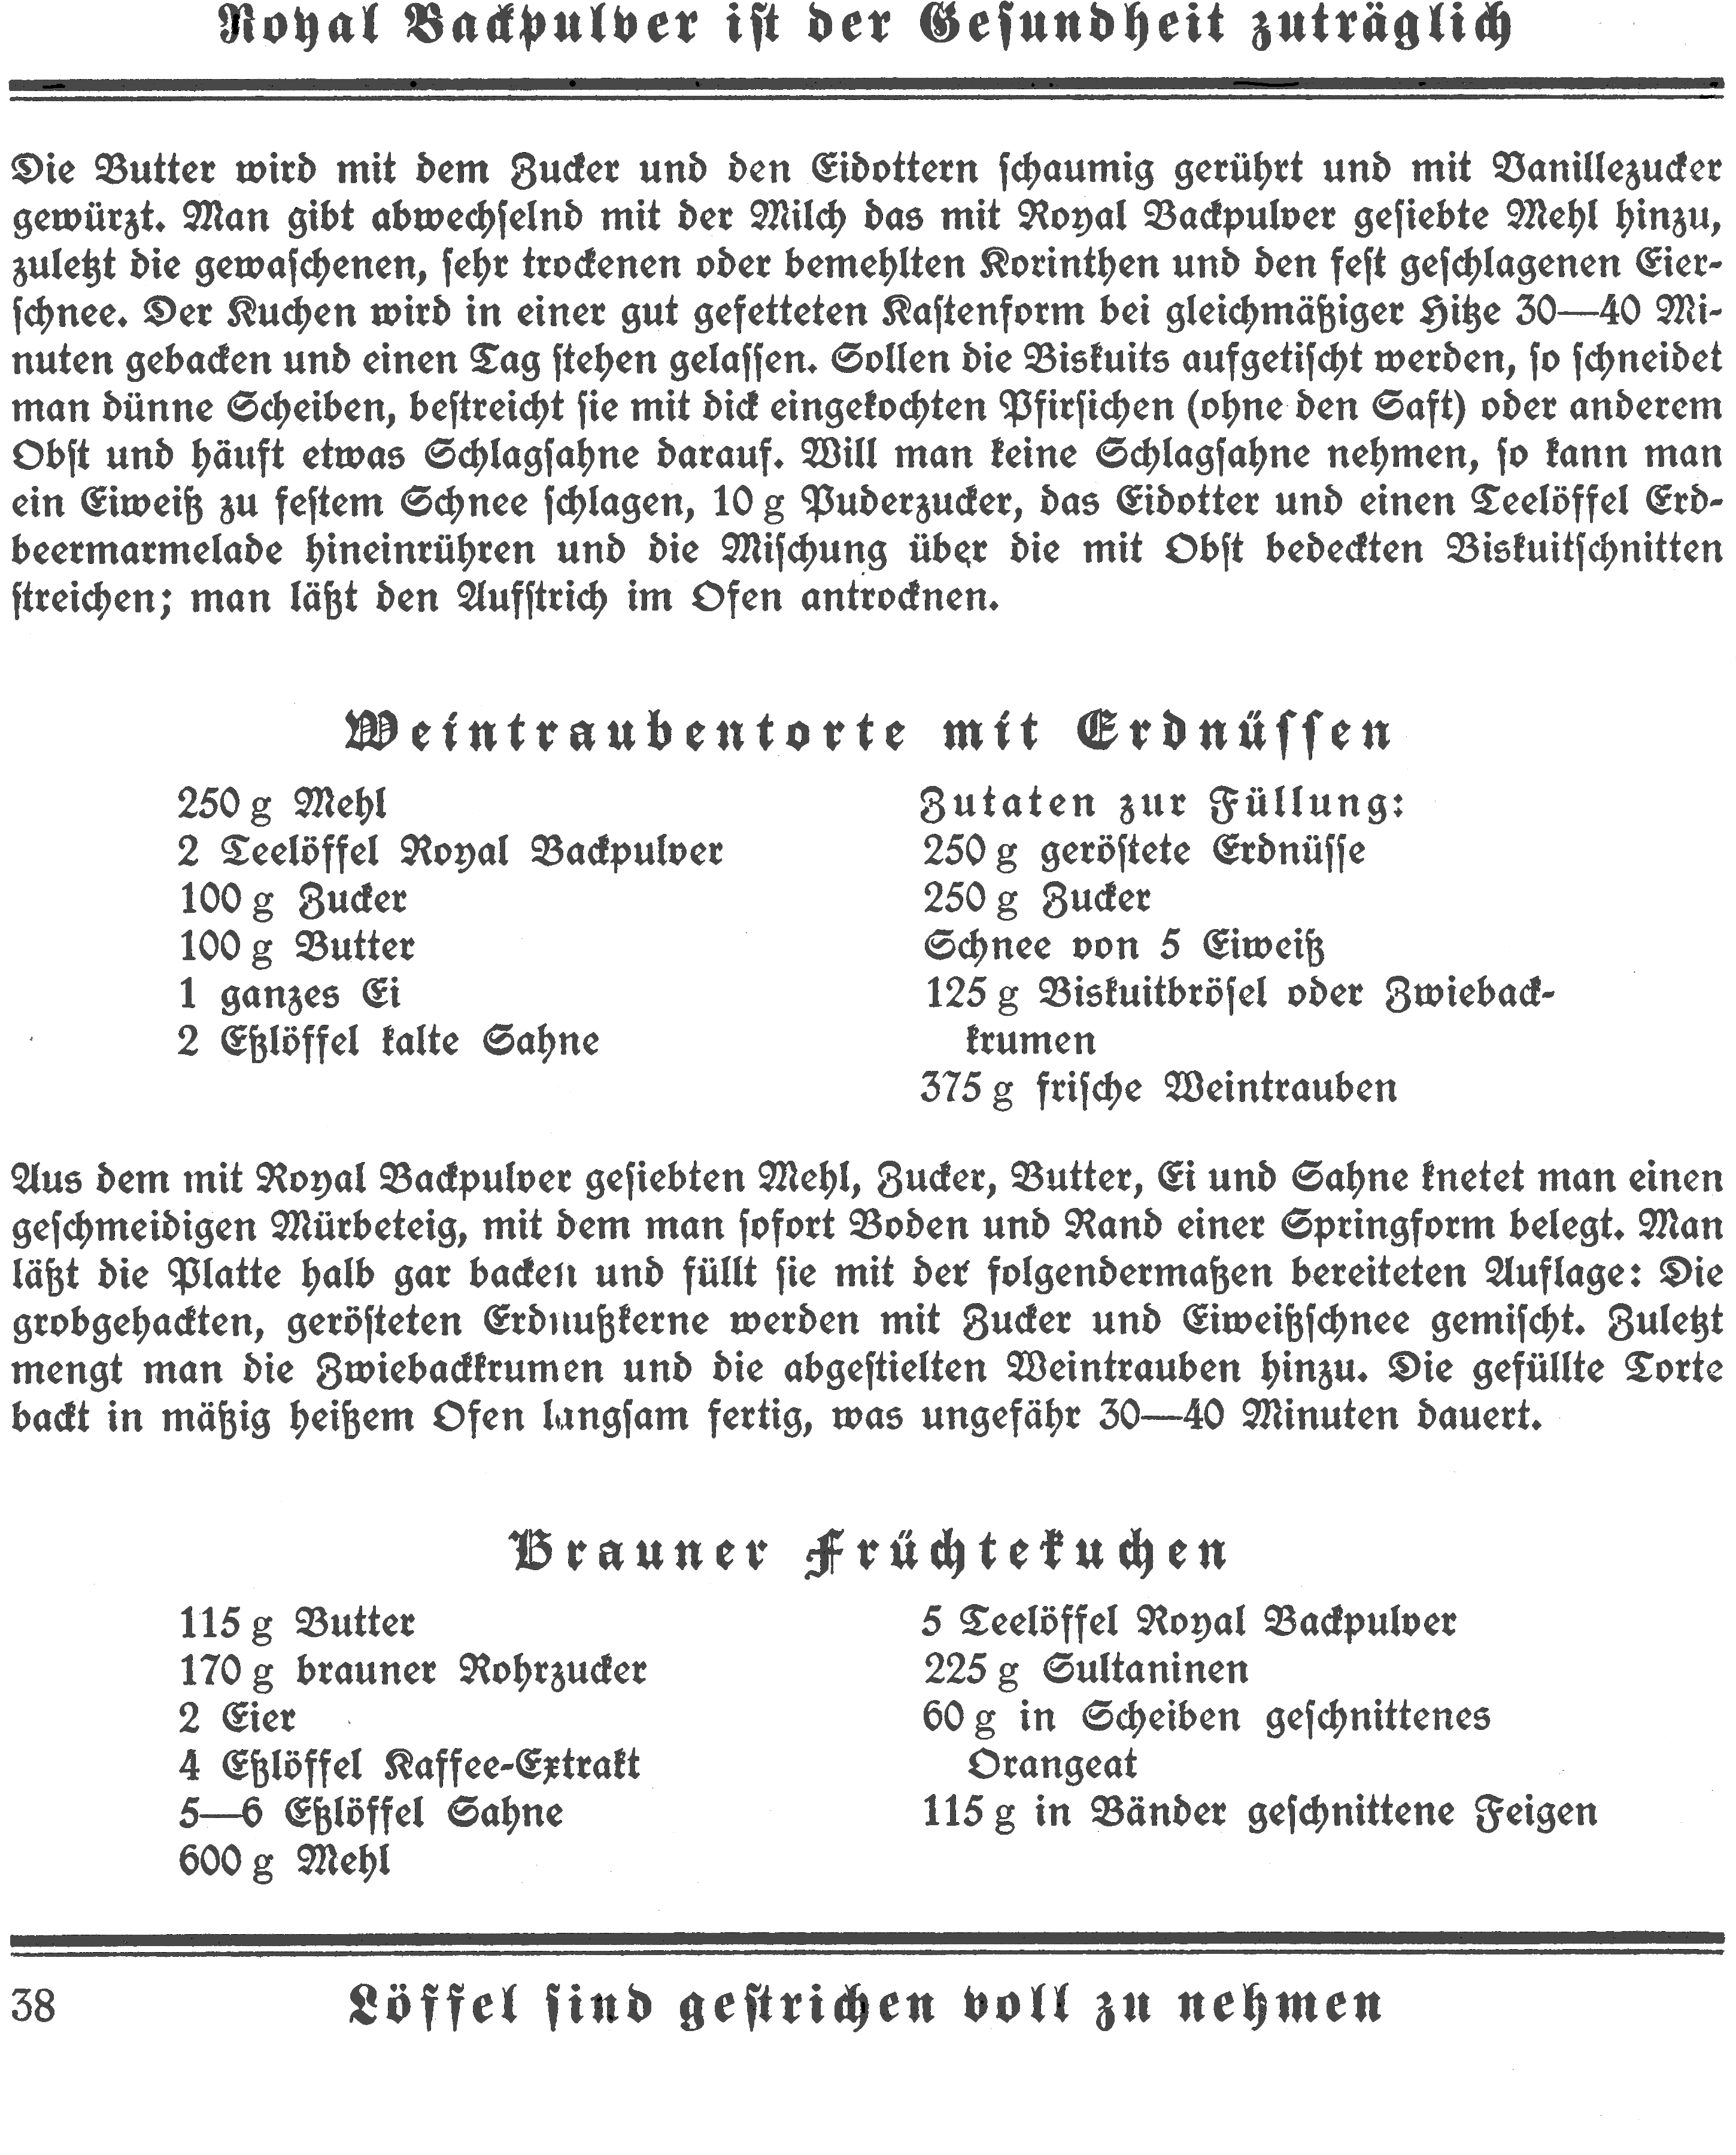 Royal Backpulver ist der Gesundheit zuträglich
Die Butter wird mit dem Zucker und den Eidottern schaumig gerührt und mit Vanillezucker
gewürzt. Man gibt abwechselnd mit der Milch das mit Royal Backpulver gesiebte Mehl hinzu,
zuletzt die gewaschenen, sehr trockenen oder bemehlten Korinthen und den fest geschlagenen Eier-
schnee. Der Kuchen wird in einer gut gefetteten Kastenform bei gleichmäßiger Hitze 30—40 Mi-
nuten gebacken und einen Tag stehen gelassen. Sollen die Biskuits aufgetischt werden, so schneidet
man dünne Scheiben, bestreicht sie mit dick eingekochten Pfirsichen (ohne den Saft) oder anderem
Obst und häuft etwas Schlagsahne darauf. Will man keine Schlagsahne nehmen, so kann man
ein Eiweiß zu festem Schnee schlagen, 10 g Puderzucker, das Eidotter und einen Teelöffel Erd-
beermarmelade hineinrühren und die Mischung über die mit Obst bedeckten Biskuitschnitten
streichen; man läßt den Aufstrich im Ofen antrocknen.
Weintraubentorte mit Erdnüssen
250 g Mehl
2 Teelöffel Royal Backpulver
100 g Zucker
100 g Butter
1 ganzes Ei
2 Eßlöffel kalte Sahne
Zutaten zur Füllung:
250 g geröstete Erdnüsse
250 g Zucker
Schnee von 5 Eiweiß
125 g Biskuitbrösel oder Zwieback-
krumen
375 g frische Weintrauben
Aus dem mit Royal Backpulver gesiebten Mehl, Zucker, Butter, Ei und Sahne knetet man einen
geschmeidigen Mürbeteig, mit dem man sofort Boden und Rand einer Springform belegt. Man
läßt die Platte halb gar backen und füllt sie mit der folgendermaßen bereiteten Auflage: Die
grobgehackten, gerösteten Erdnußkerne werden mit Zucker und Eiweißschnee gemischt. Zuletzt
mengt man die Zwiebackkrumen und die abgestielten Weintrauben hinzu. Die gefüllte Torte
backt in mäßig heißem Ofen langsam fertig, was ungefähr 30—40 Minuten dauert.
Brauner Früchtekuchen
115 g Butter
170 g brauner Rohrzucker
2 Eier
4 Eßlöffel Kaffee-Extrakt
5—6 Eßlöffel Sahne
600 g Mehl
5 Teelöffel Royal Backpulver
225 g Sultaninen
60 g in Scheiben geschnittenes
Orangeat
115 g in Bänder geschnittene Feigen
38
Löffel sind gestrichen voll zu nehmen